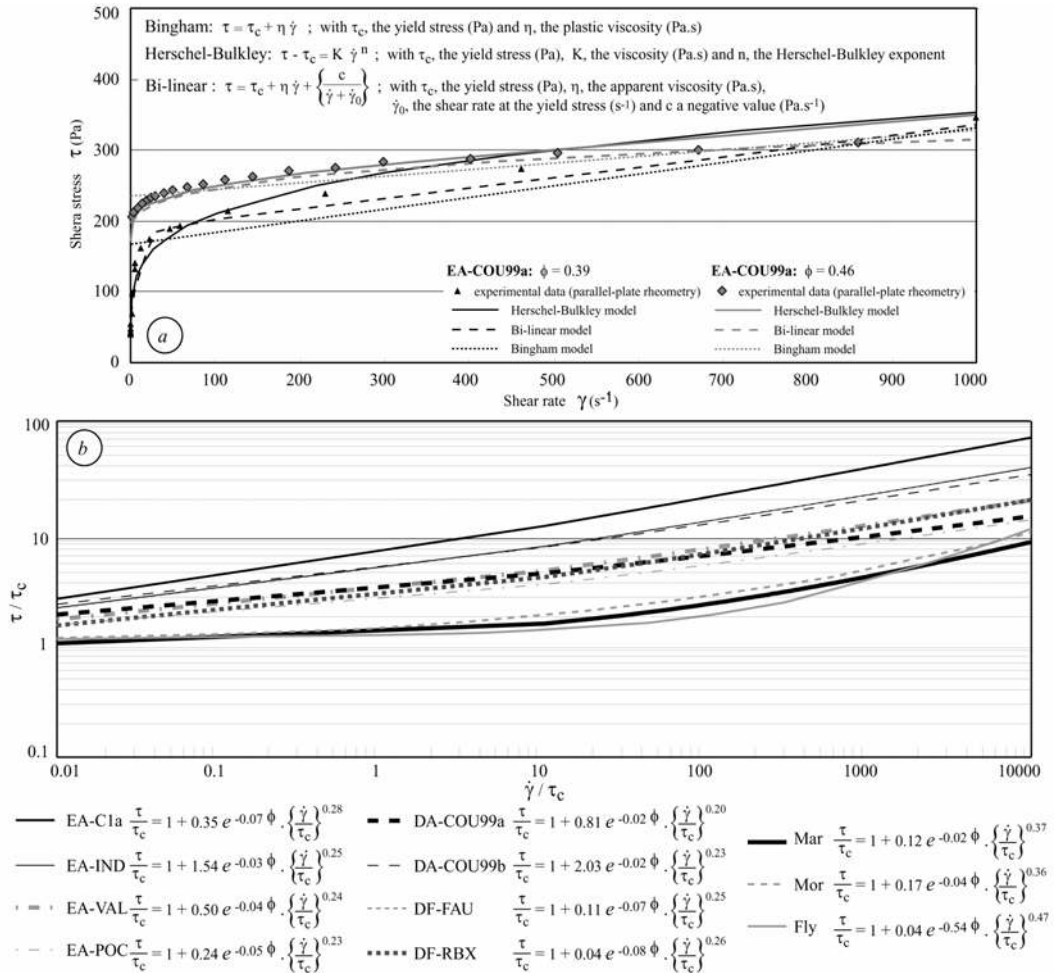 Bingham: τ = τc + η γ̇ ; with τc, the yield stress (Pa) and η, the plastic viscosity (Pa.s)
Herschel-Bulkley: τ - τc = K γ̇ n ; with τc, the yield stress (Pa), K, the viscosity (Pa.s) and n, the Herschel-Bulkley exponent
Bi-linear : τ = τc + η γ̇ + { c / γ̇ + γ̇0 } ; with τc, the yield stress (Pa), η, the apparent viscosity (Pa.s),
γ̇0, the shear rate at the yield stress (s-1) and c a negative value (Pa.s-1)
500
400
300
200
100
0
Shera stress τ (Pa)
EA-COU99a: ϕ = 0.39
experimental data (parallel-plate rheometry)
Herschel-Bulkley model
Bi-linear model
Bingham model
EA-COU99a: ϕ = 0.46
experimental data (parallel-plate rheometry)
Herschel-Bulkley model
Bi-linear model
Bingham model
a
0 100 200 300 400 500 600 700 800 900 1000
Shear rate γ (s-1)
b
100
10
1
0.1
τ / τc
0.01 0.1 1 10 100 1000 10000
γ̇ / τc
EA-C1a τ/τc = 1 + 0.35 e -0.07 ϕ . {γ̇/τc} 0.28
EA-IND τ/τc = 1 + 1.54 e -0.03 ϕ . {γ̇/τc} 0.25
EA-VAL τ/τc = 1 + 0.50 e -0.04 ϕ . {γ̇/τc} 0.24
EA-POC τ/τc = 1 + 0.24 e -0.05 ϕ . {γ̇/τc} 0.23
DA-COU99a τ/τc = 1 + 0.81 e -0.02 ϕ . {γ̇/τc} 0.20
DA-COU99b τ/τc = 1 + 2.03 e -0.02 ϕ . {γ̇/τc} 0.23
DF-FAU τ/τc = 1 + 0.11 e -0.07 ϕ . {γ̇/τc} 0.25
DF-RBX τ/τc = 1 + 0.04 e -0.08 ϕ . {γ̇/τc} 0.26
Mar τ/τc = 1 + 0.12 e -0.02 ϕ . {γ̇/τc} 0.37
Mor τ/τc = 1 + 0.17 e -0.04 ϕ . {γ̇/τc} 0.36
Fly τ/τc = 1 + 0.04 e -0.54 ϕ . {γ̇/τc} 0.47